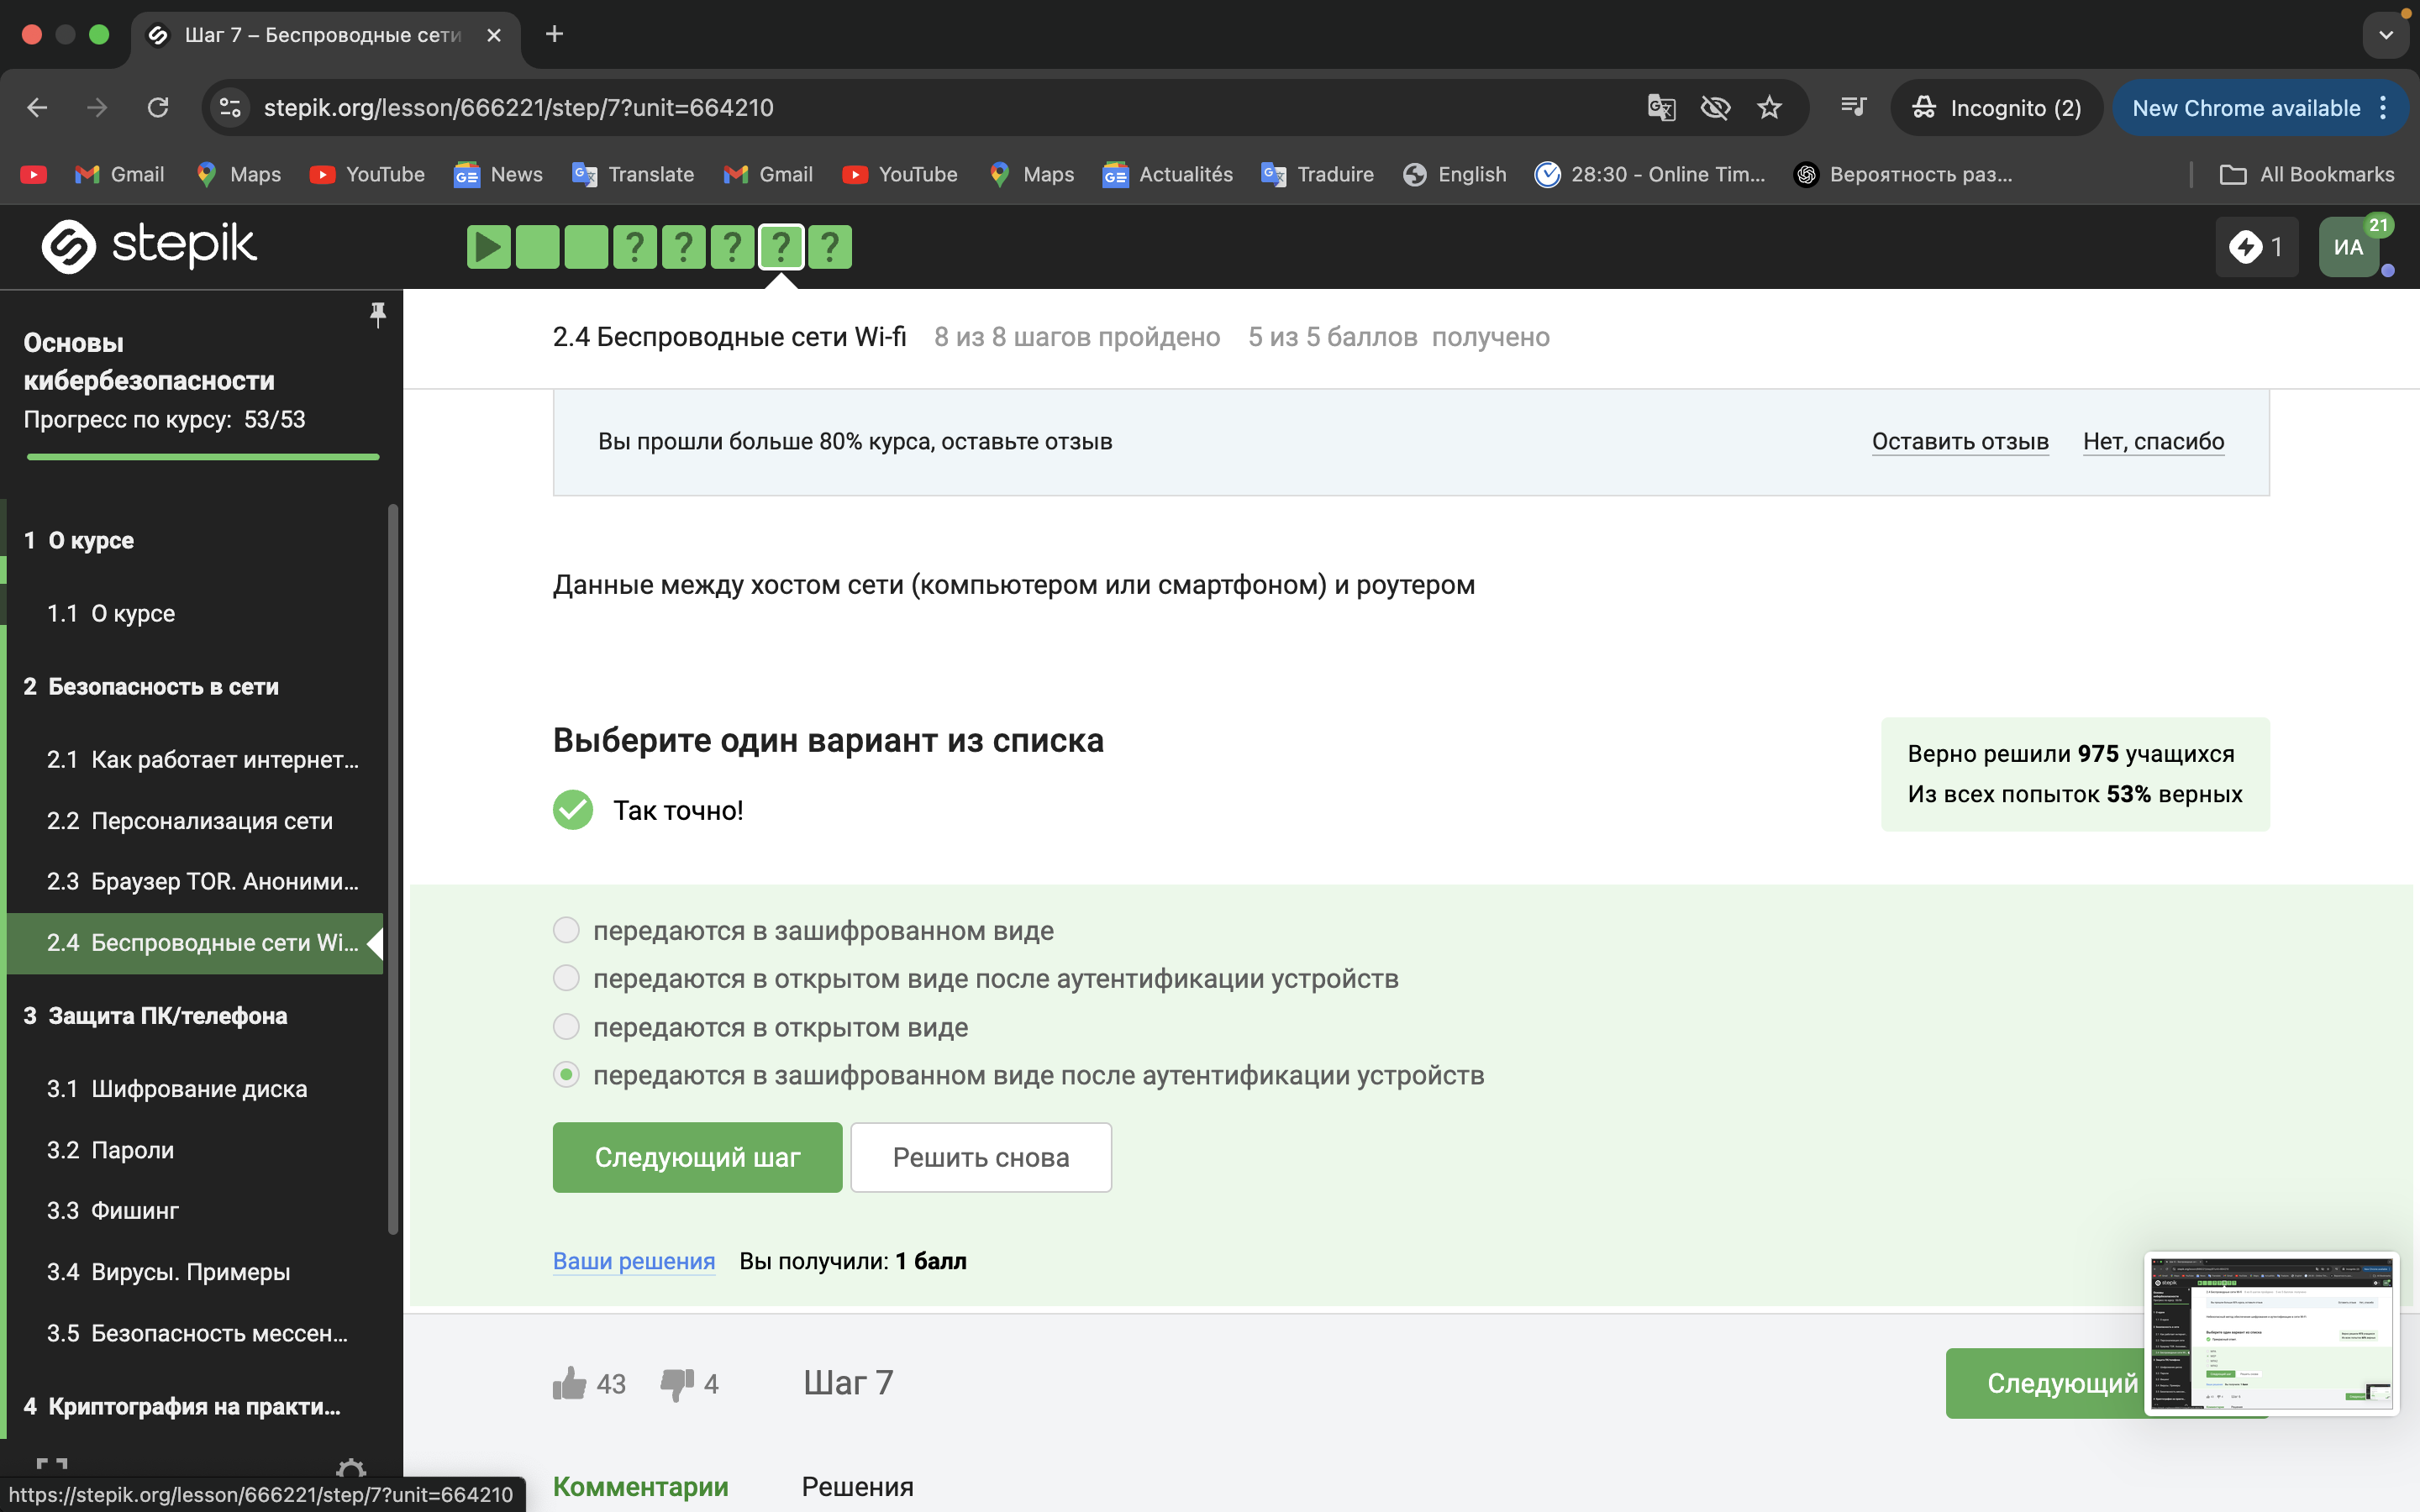 Шаг 7 – Беспроводные сети
stepik.org/lesson/666221/step/7?unit=664210
Incognito (2)
New Chrome available
Gmail
Maps
YouTube
News
Translate
Gmail
YouTube
Maps
Actualités
Traduire
English
28:30 - Online Tim...
Вероятность раз...
All Bookmarks
stepik
? ? ? ? ?
1
ИА
21
Основы
кибербезопасности
Прогресс по курсу: 53/53
1 О курсе
1.1 О курсе
2 Безопасность в сети
2.1 Как работает интернет...
2.2 Персонализация сети
2.3 Браузер TOR. Аноними...
2.4 Беспроводные сети Wi...
3 Защита ПК/телефона
3.1 Шифрование диска
3.2 Пароли
3.3 Фишинг
3.4 Вирусы. Примеры
3.5 Безопасность мессен...
4 Криптография на практи...
https://stepik.org/lesson/666221/step/7?unit=664210
2.4 Беспроводные сети Wi-fi 8 из 8 шагов пройдено 5 из 5 баллов получено
Вы прошли больше 80% курса, оставьте отзыв
Оставить отзыв
Нет, спасибо
Данные между хостом сети (компьютером или смартфоном) и роутером
Выберите один вариант из списка
Так точно!
Верно решили 975 учащихся
Из всех попыток 53% верных
передаются в зашифрованном виде
передаются в открытом виде после аутентификации устройств
передаются в открытом виде
передаются в зашифрованном виде после аутентификации устройств
Следующий шаг
Решить снова
Ваши решения
Вы получили: 1 балл
43
4
Шаг 7
Следующий
Комментарии
Решения